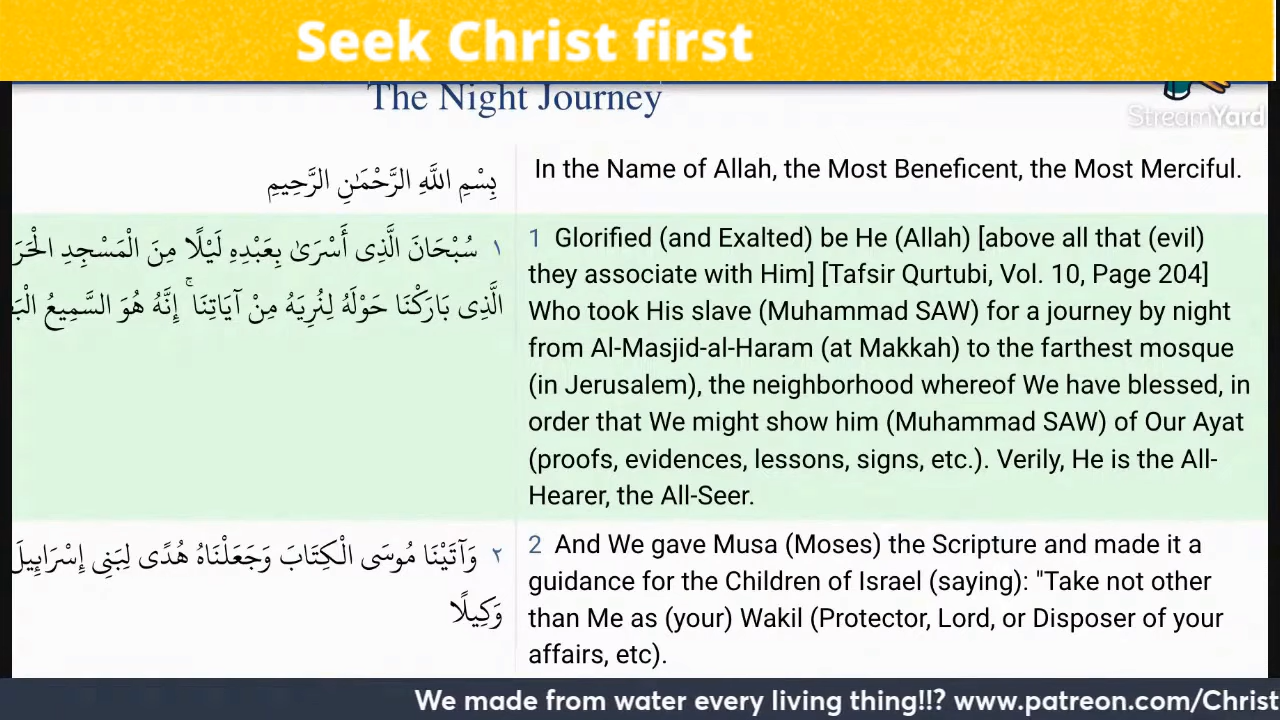 Seek Christ first
The Night Journey
StreamYard
بِسْمِ اللَّهِ الرَّحْمَٰنِ الرَّحِيمِ
In the Name of Allah, the Most Beneficent, the Most Merciful.
١ سُبْحَانَ الَّذِى أَسْرَىٰ بِعَبْدِهِ لَيْلًا مِنَ الْمَسْجِدِ
الَّذِى بَارَكْنَا حَوْلَهُ لِنُرِيَهُ مِنْ آيَاتِنَا ۚ إِنَّهُ هُوَ السَّمِيعُ
1 Glorified (and Exalted) be He (Allah) [above all that (evil)
they associate with Him] [Tafsir Qurtubi, Vol. 10, Page 204]
Who took His slave (Muhammad SAW) for a journey by night
from Al-Masjid-al-Haram (at Makkah) to the farthest mosque
(in Jerusalem), the neighborhood whereof We have blessed, in
order that We might show him (Muhammad SAW) of Our Ayat
(proofs, evidences, lessons, signs, etc.). Verily, He is the All-
Hearer, the All-Seer.
٢ وَآتَيْنَا مُوسَى الْكِتَابَ وَجَعَلْنَاهُ هُدًى لِبَنِى إِسْرَايِيلَ
وَكِيلًا
2 And We gave Musa (Moses) the Scripture and made it a
guidance for the Children of Israel (saying): "Take not other
than Me as (your) Wakil (Protector, Lord, or Disposer of your
affairs, etc).
We made from water every living thing!!? www.patreon.com/Christ